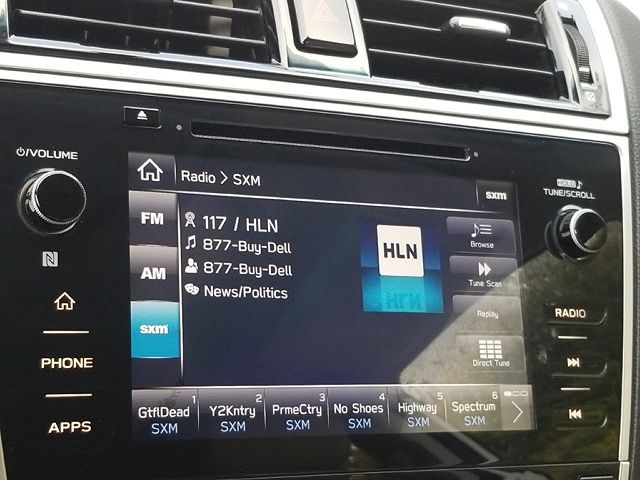 VOLUME
HOLD
TUNE/SCROLL
Radio > SXM
sxm
FM
AM
sxm
117 / HLN
877-Buy-Dell
877-Buy-Dell
News/Politics
HLN
Browse
Tune Scan
Replay
Direct Tune
RADIO
PHONE
APPS
1
GtflDead
SXM
2
Y2Kntry
SXM
3
PrmeCtry
SXM
4
No Shoes
SXM
5
Highway
SXM
6
Spectrum
SXM